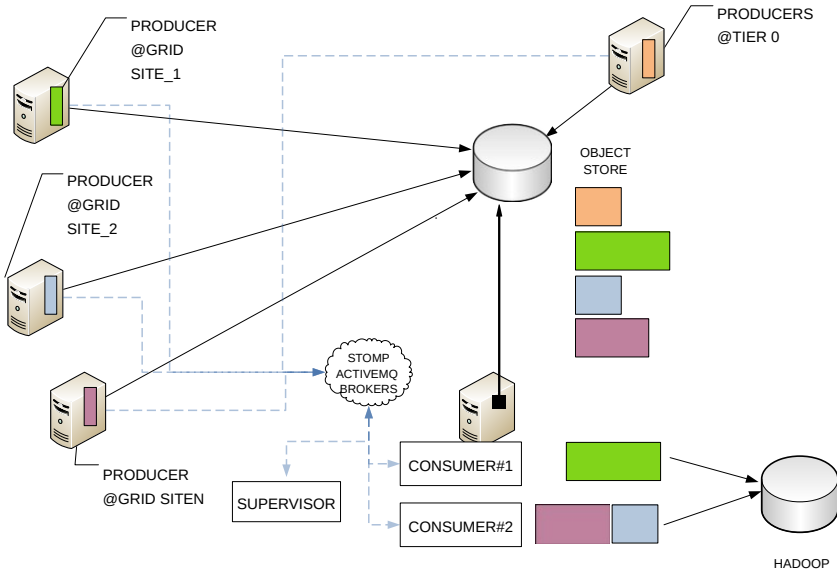 PRODUCER
@GRID
SITE_1
PRODUCERS
@TIER 0
OBJECT
STORE
PRODUCER
@GRID
SITE_2
STOMP
ACTIVEMQ
BROKERS
PRODUCER
@GRID SITEN
SUPERVISOR
CONSUMER#1
CONSUMER#2
HADOOP